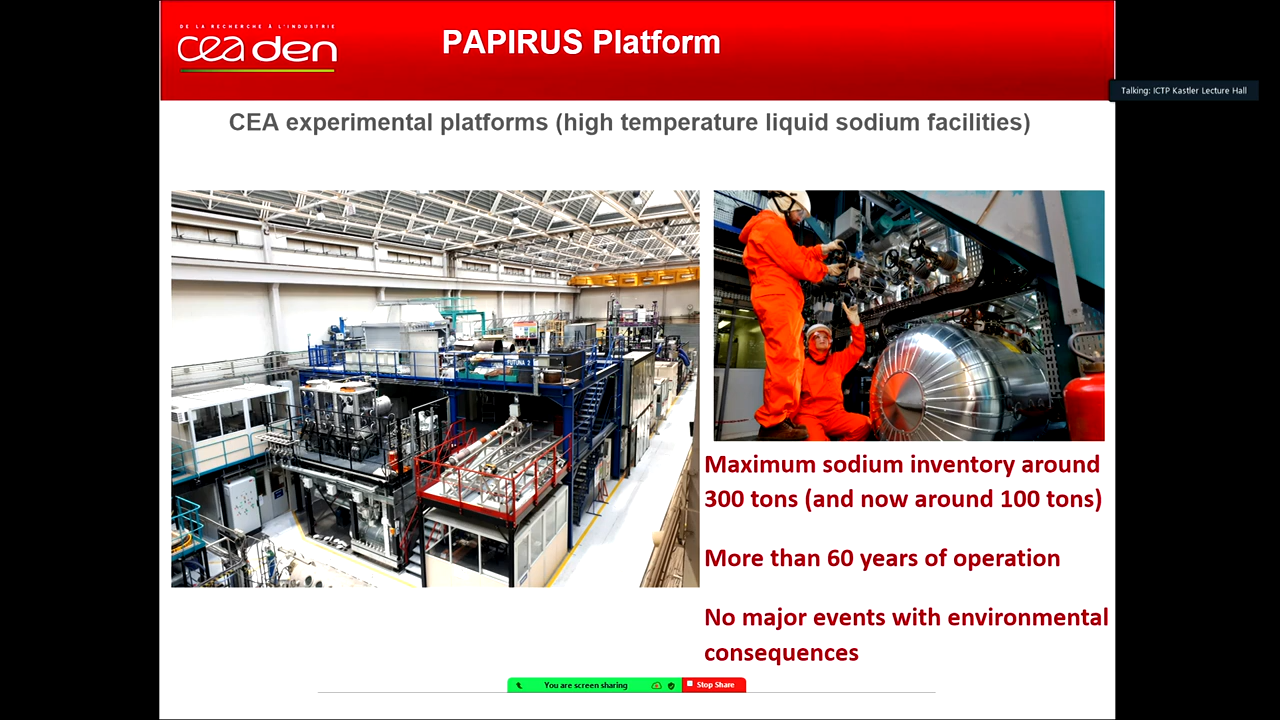 DE LA RECHERCHE À L'INDUSTRIE
cea den
PAPIRUS Platform
Talking: ICTP Kastler Lecture Hall
CEA experimental platforms (high temperature liquid sodium facilities)
FUTUNA 2
Maximum sodium inventory around
300 tons (and now around 100 tons)
More than 60 years of operation
No major events with environmental
consequences
You are screen sharing
Stop Share